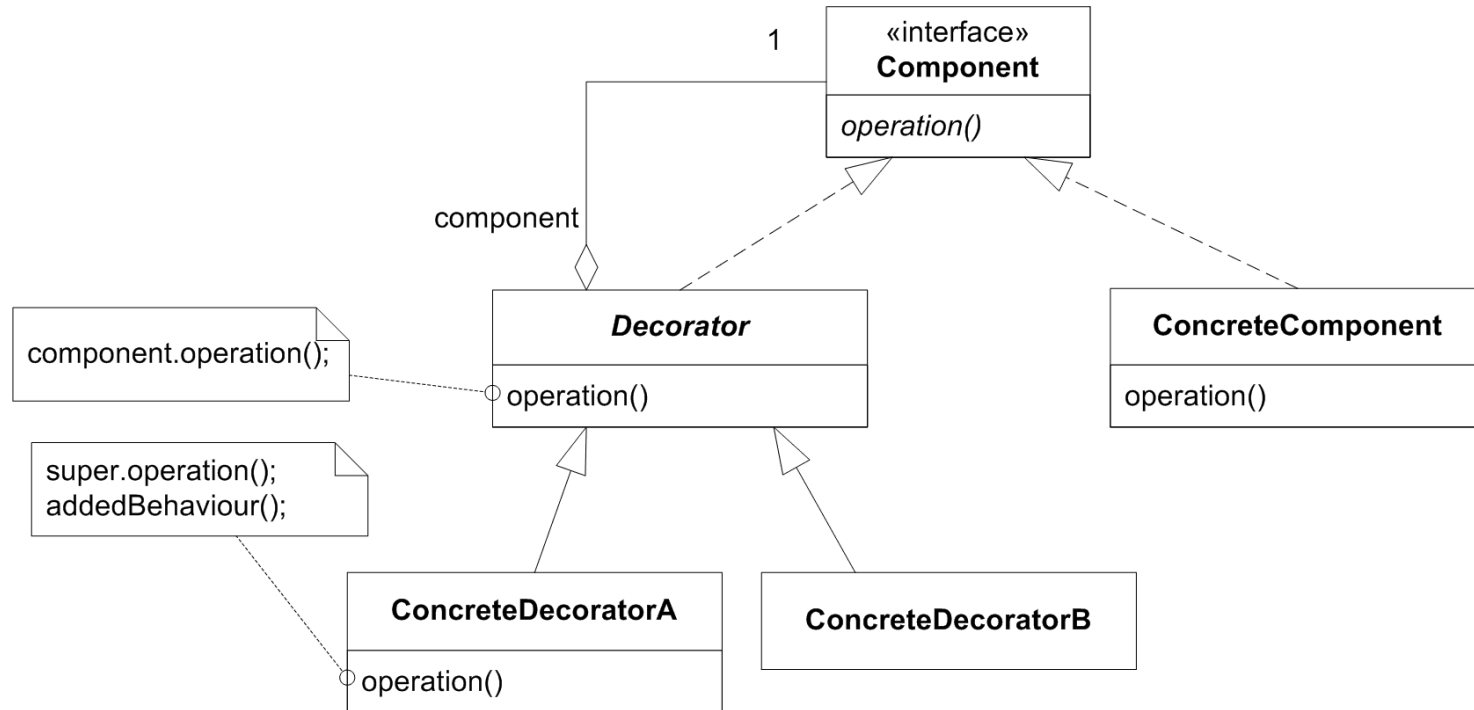 1
«interface»
Component
operation()
component
Decorator
operation()
ConcreteComponent
operation()
component.operation();
super.operation();
addedBehaviour();
ConcreteDecoratorA
operation()
ConcreteDecoratorB